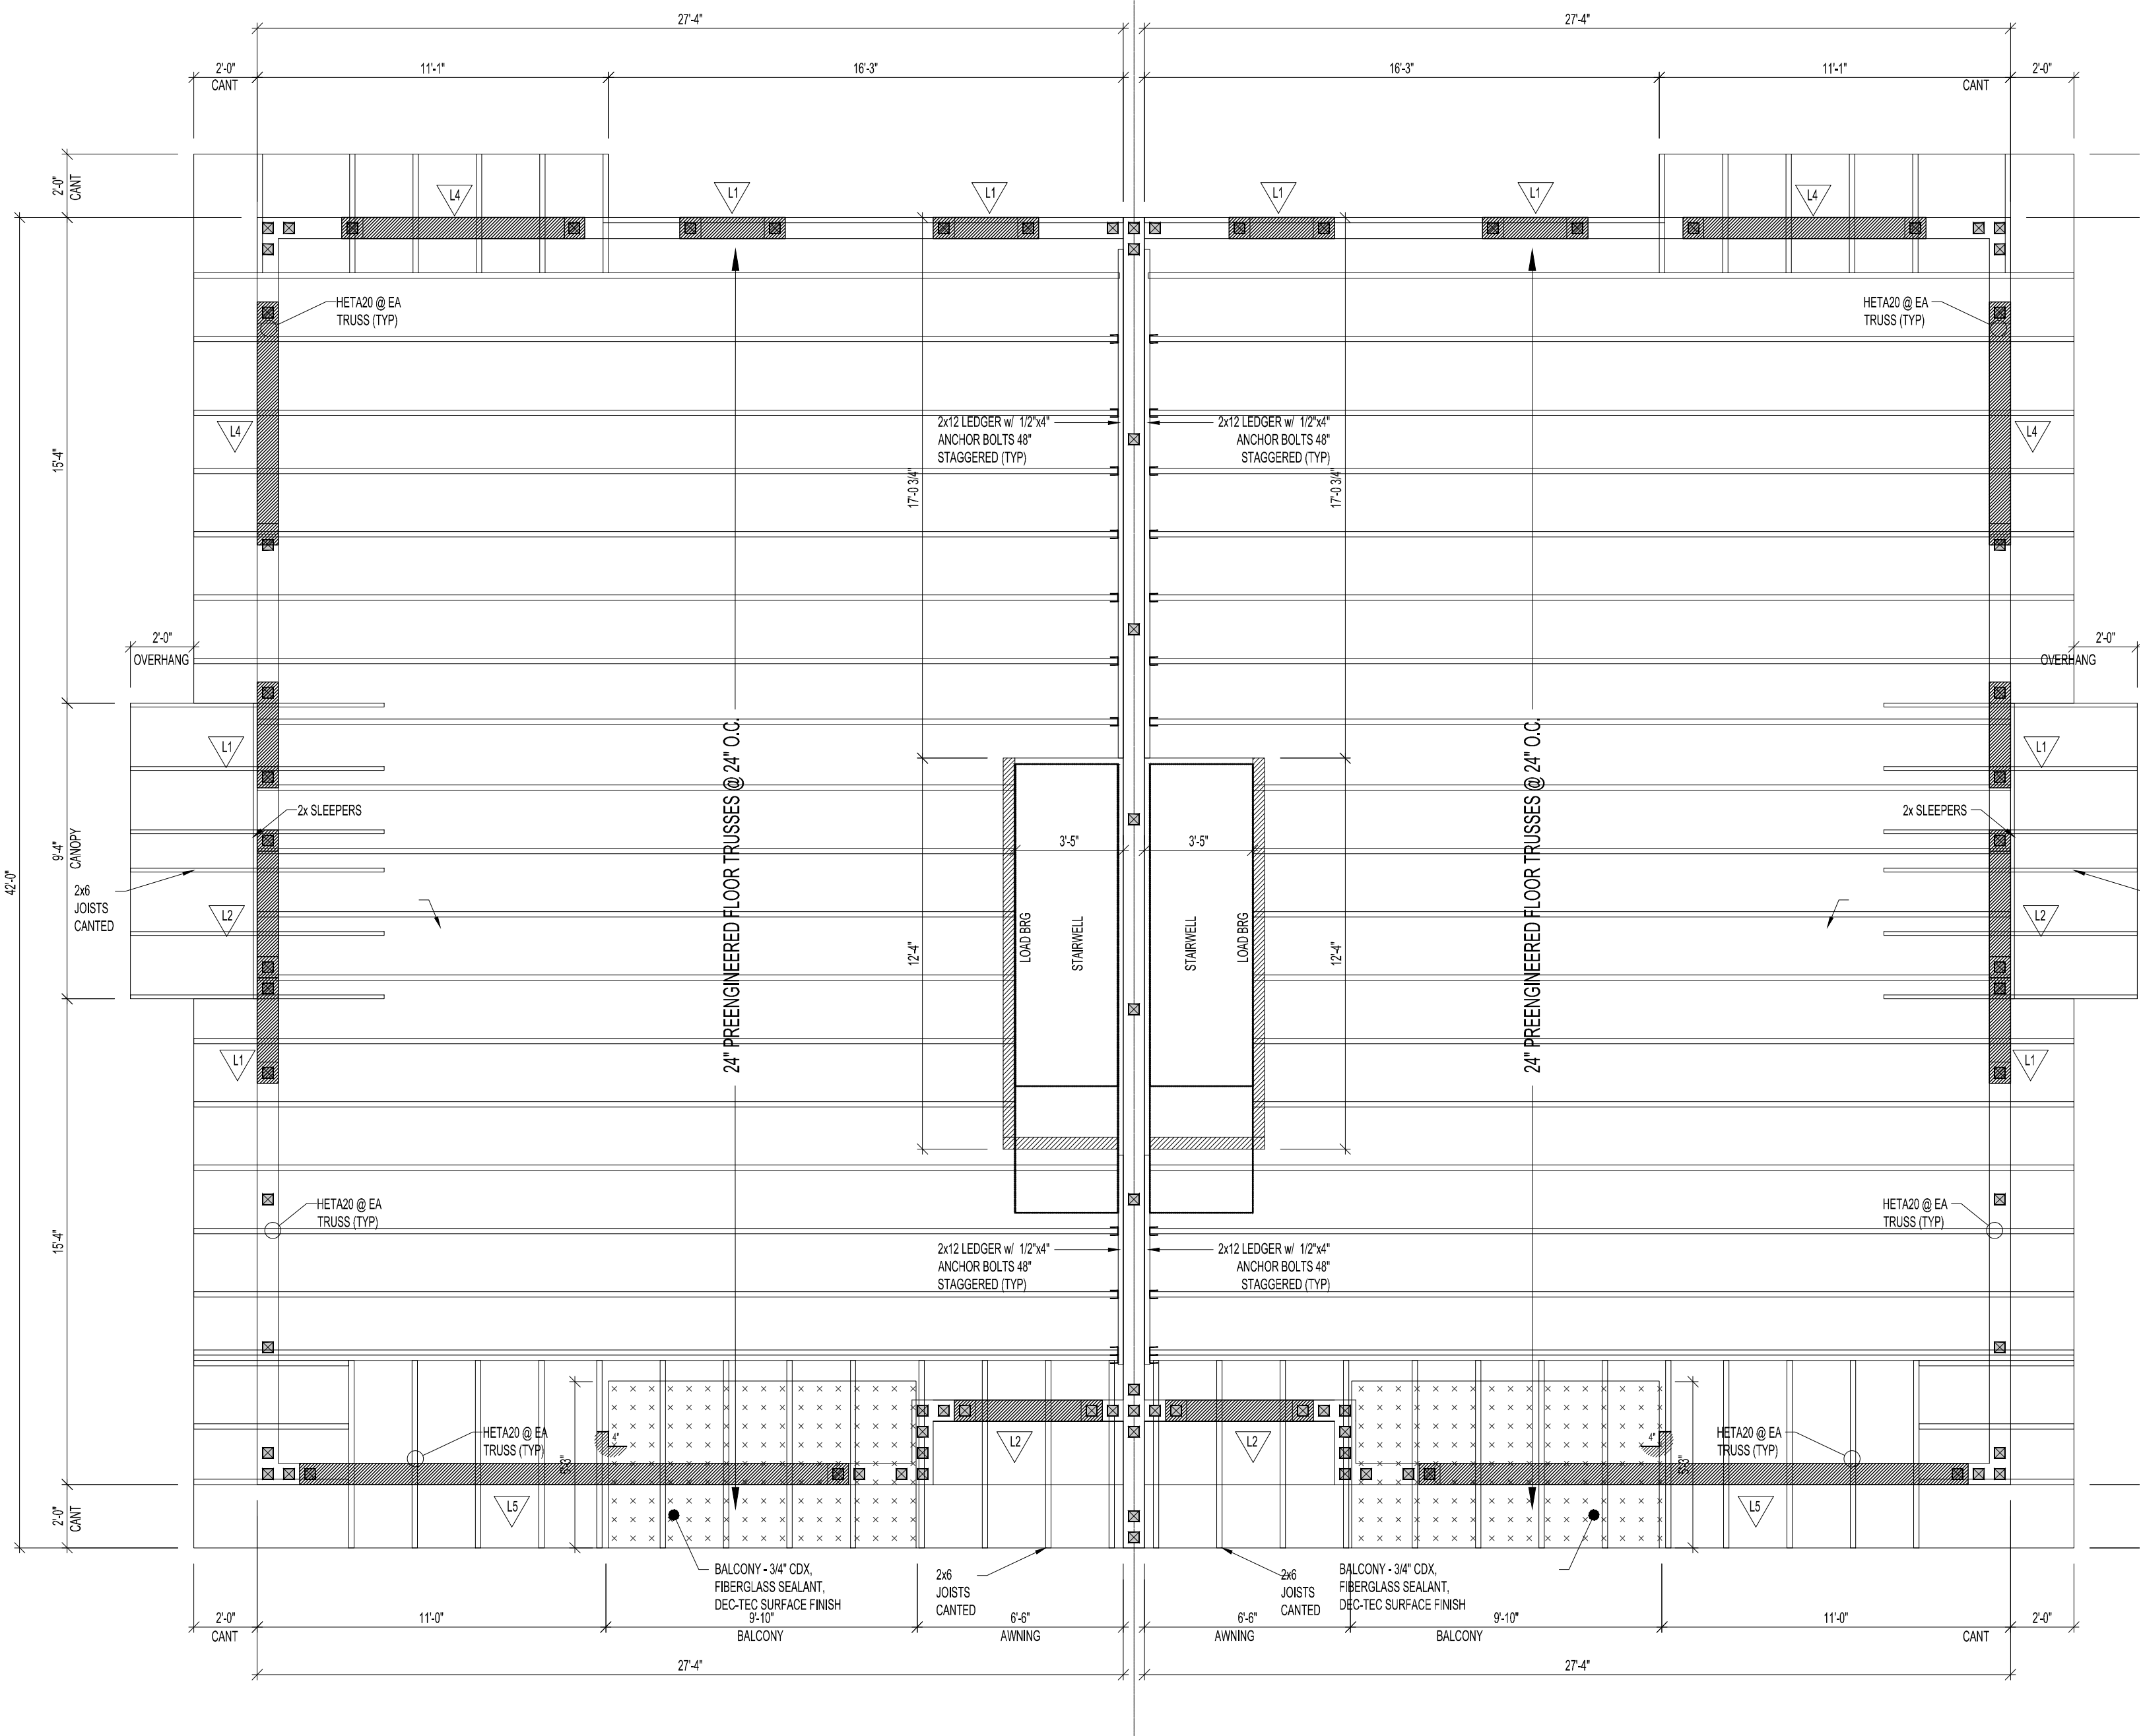 27'-4"
27'-4"
2'-0"
CANT
11'-1"
16'-3"
16'-3"
11'-1"
CANT
2'-0"
2'-0"
CANT
L4
L1
L1
L1
L1
L4
HETA20 @ EA
TRUSS (TYP)
HETA20 @ EA
TRUSS (TYP)
L4
L4
15'-4"
2x12 LEDGER w/ 1/2"x4"
ANCHOR BOLTS 48"
STAGGERED (TYP)
2x12 LEDGER w/ 1/2"x4"
ANCHOR BOLTS 48"
STAGGERED (TYP)
17'-0 3/4"
17'-0 3/4"
2'-0"
OVERHANG
2'-0"
OVERHANG
L1
L1
2x SLEEPERS
2x SLEEPERS
24" PREENGINEERED FLOOR TRUSSES @ 24" O.C.
24" PREENGINEERED FLOOR TRUSSES @ 24" O.C.
3'-5"
3'-5"
42'-0"
9'-4"
CANOPY
2x6
JOISTS
CANTED
L2
L2
12'-4"
LOAD BRG
STAIRWELL
STAIRWELL
LOAD BRG
12'-4"
L1
L1
HETA20 @ EA
TRUSS (TYP)
HETA20 @ EA
TRUSS (TYP)
15'-4"
2x12 LEDGER w/ 1/2"x4"
ANCHOR BOLTS 48"
STAGGERED (TYP)
2x12 LEDGER w/ 1/2"x4"
ANCHOR BOLTS 48"
STAGGERED (TYP)
HETA20 @ EA
TRUSS (TYP)
4"
5'-3"
L2
L2
4"
5'-3"
HETA20 @ EA
TRUSS (TYP)
L5
L5
2'-0"
CANT
BALCONY - 3/4" CDX,
FIBERGLASS SEALANT,
DEC-TEC SURFACE FINISH
2x6
JOISTS
CANTED
2x6
JOISTS
CANTED
BALCONY - 3/4" CDX,
FIBERGLASS SEALANT,
DEC-TEC SURFACE FINISH
2'-0"
CANT
11'-0"
9'-10"
BALCONY
6'-6"
AWNING
6'-6"
AWNING
9'-10"
BALCONY
11'-0"
CANT
2'-0"
27'-4"
27'-4"